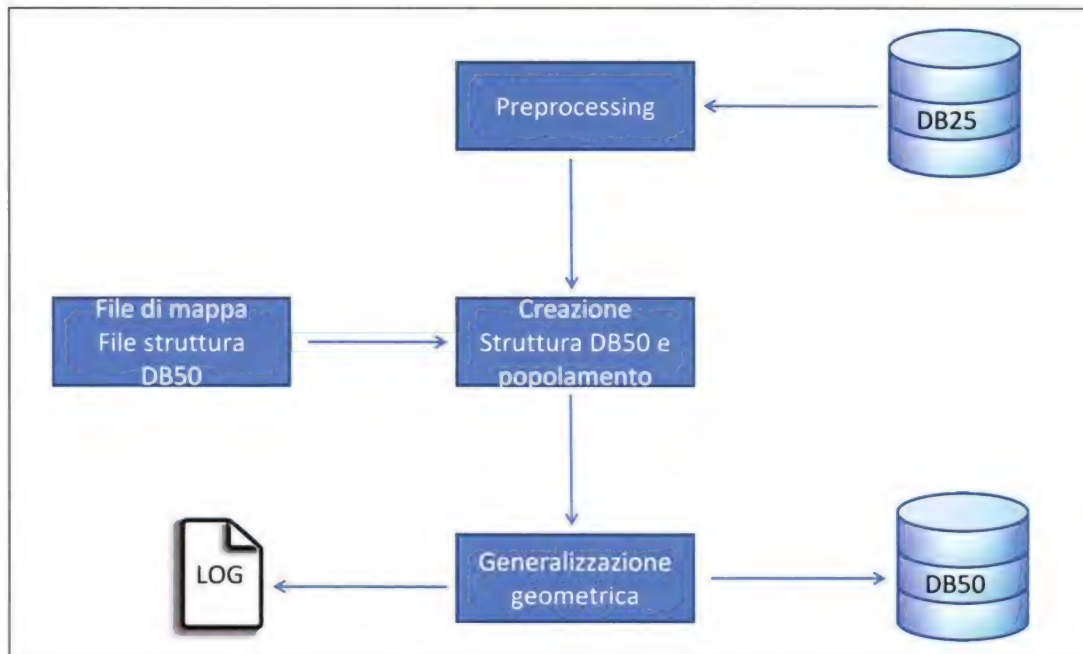 Preprocessing
DB25
File di mappa
File struttura
DB50
Creazione
Struttura DB50 e
popolamento
LOG
Generalizzazione
geometrica
DB50